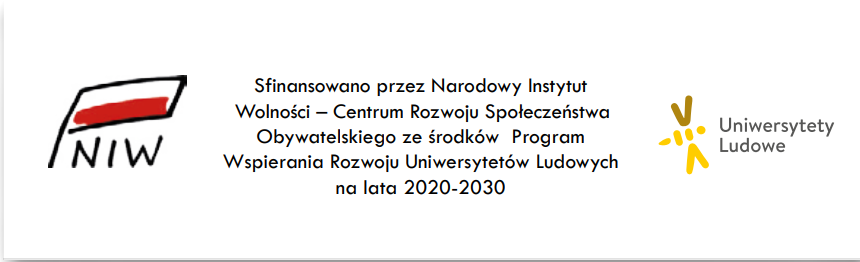 NIW
Sfinansowano przez Narodowy Instytut
Wolności – Centrum Rozwoju Społeczeństwa
Obywatelskiego ze środków  Program
Wspierania Rozwoju Uniwersytetów Ludowych
na lata 2020-2030
Uniwersytety
Ludowe